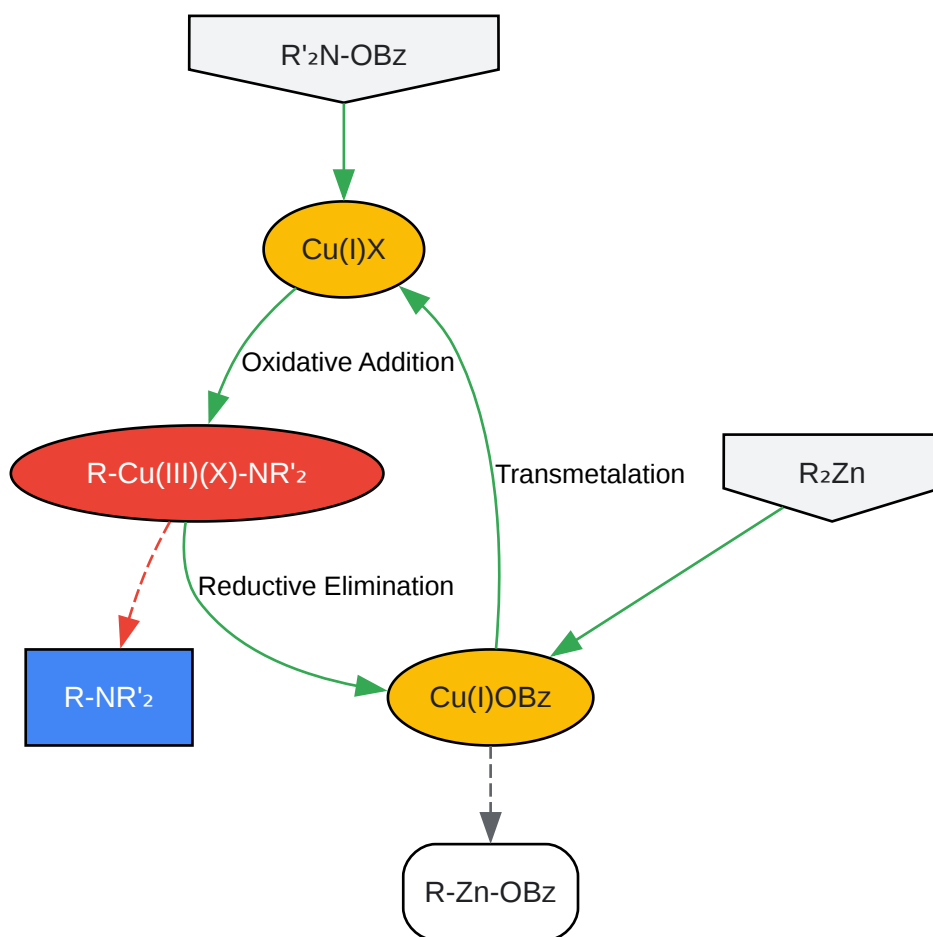 R'₂N-OBz
Cu(I)X
Oxidative Addition
R-Cu(III)(X)-NR'₂
Transmetalation
R₂Zn
Reductive Elimination
R-NR'₂
Cu(I)OBz
R-Zn-OBz